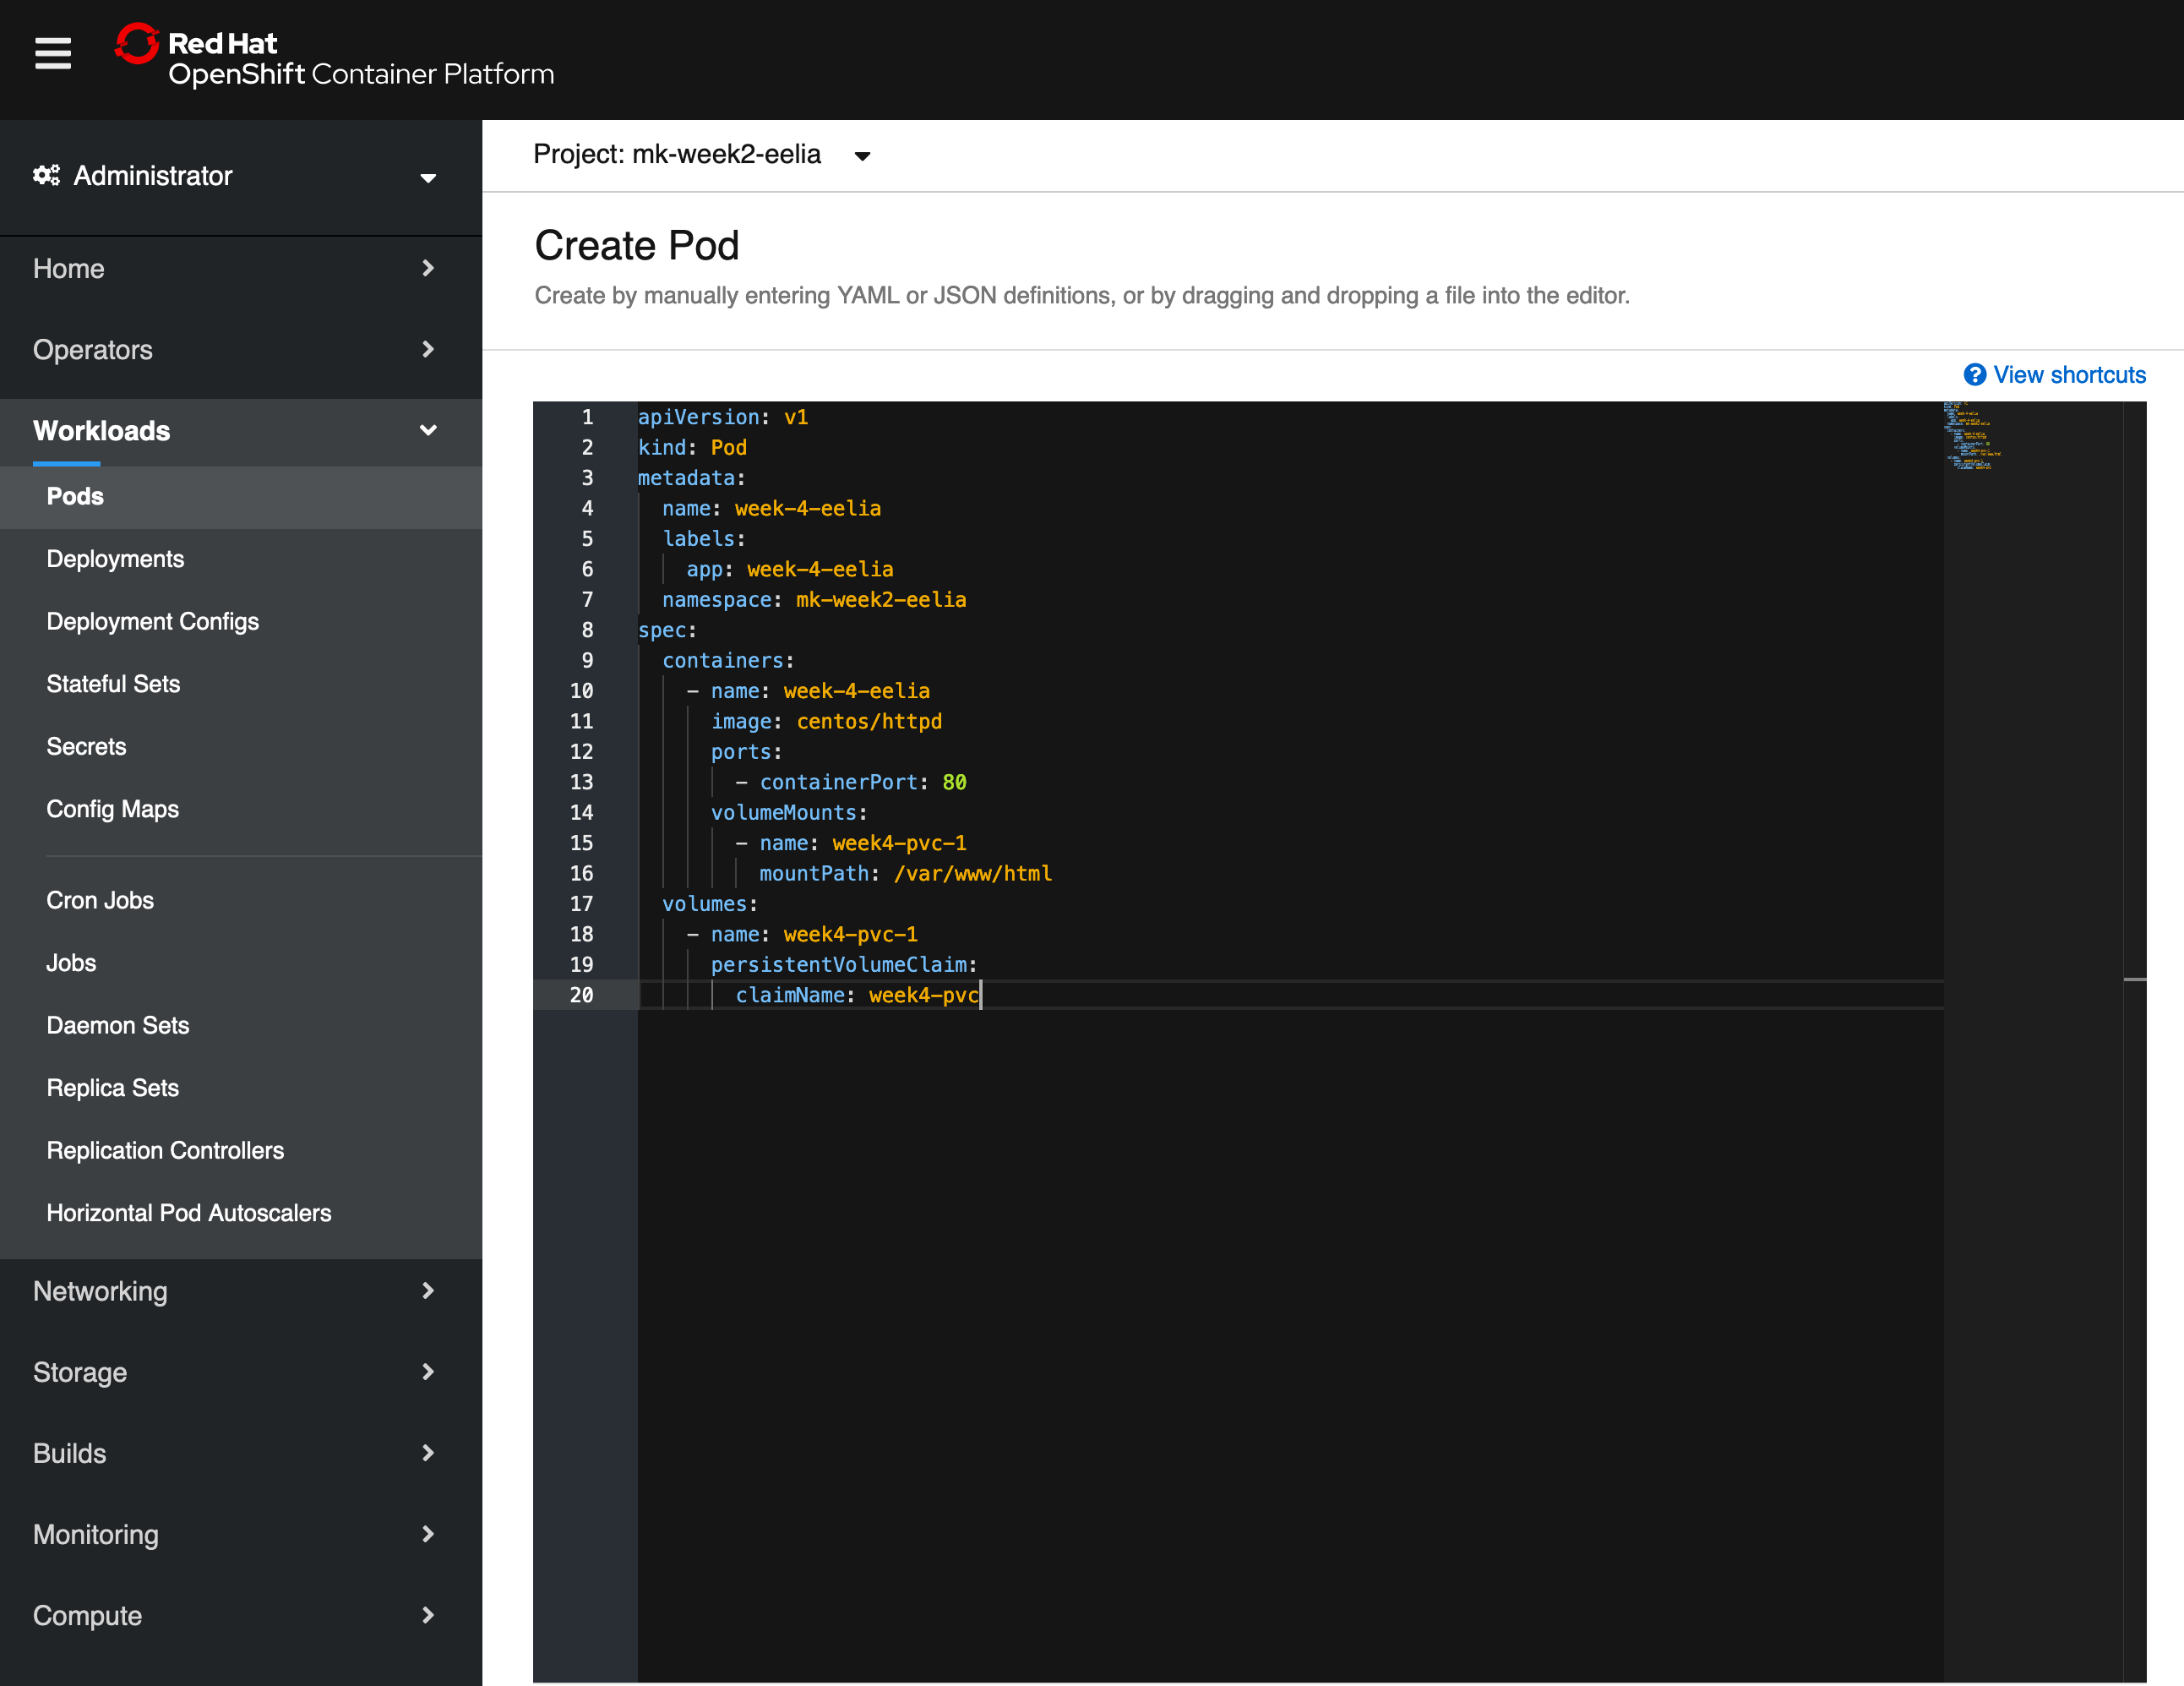 Red Hat
OpenShift Container Platform
Administrator
Home
Operators
Workloads
Pods
Deployments
Deployment Configs
Stateful Sets
Secrets
Config Maps
Cron Jobs
Jobs
Daemon Sets
Replica Sets
Replication Controllers
Horizontal Pod Autoscalers
Networking
Storage
Builds
Monitoring
Compute
Project: mk-week2-eelia
Create Pod
Create by manually entering YAML or JSON definitions, or by dragging and dropping a file into the editor.
View shortcuts
1 apiVersion: v1
2 kind: Pod
3 metadata:
4   name: week-4-eelia
5   labels:
6     app: week-4-eelia
7   namespace: mk-week2-eelia
8 spec:
9   containers:
10     - name: week-4-eelia
11       image: centos/httpd
12       ports:
13         - containerPort: 80
14       volumeMounts:
15         - name: week4-pvc-1
16           mountPath: /var/www/html
17   volumes:
18     - name: week4-pvc-1
19       persistentVolumeClaim:
20         claimName: week4-pvc